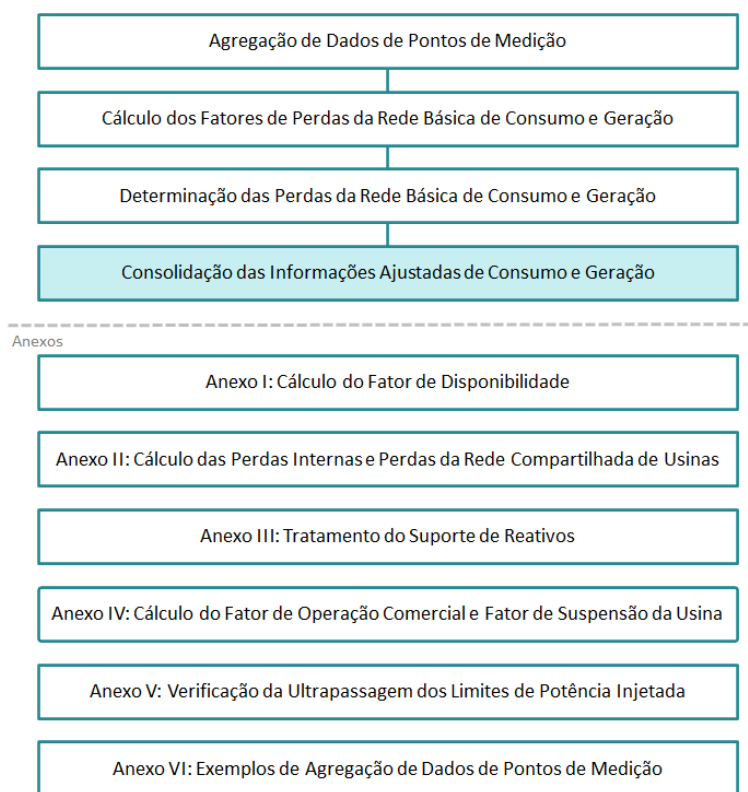 Agregação de Dados de Pontos de Medição
Cálculo dos Fatores de Perdas da Rede Básica de Consumo e Geração
Determinação das Perdas da Rede Básica de Consumo e Geração
Consolidação das Informações Ajustadas de Consumo e Geração
Anexos
Anexo I: Cálculo do Fator de Disponibilidade
Anexo II: Cálculo das Perdas Internas e Perdas da Rede Compartilhada de Usinas
Anexo III: Tratamento do Suporte de Reativos
Anexo IV: Cálculo do Fator de Operação Comercial e Fator de Suspensão da Usina
Anexo V: Verificação da Ultrapassagem dos Limites de Potência Injetada
Anexo VI: Exemplos de Agregação de Dados de Pontos de Medição